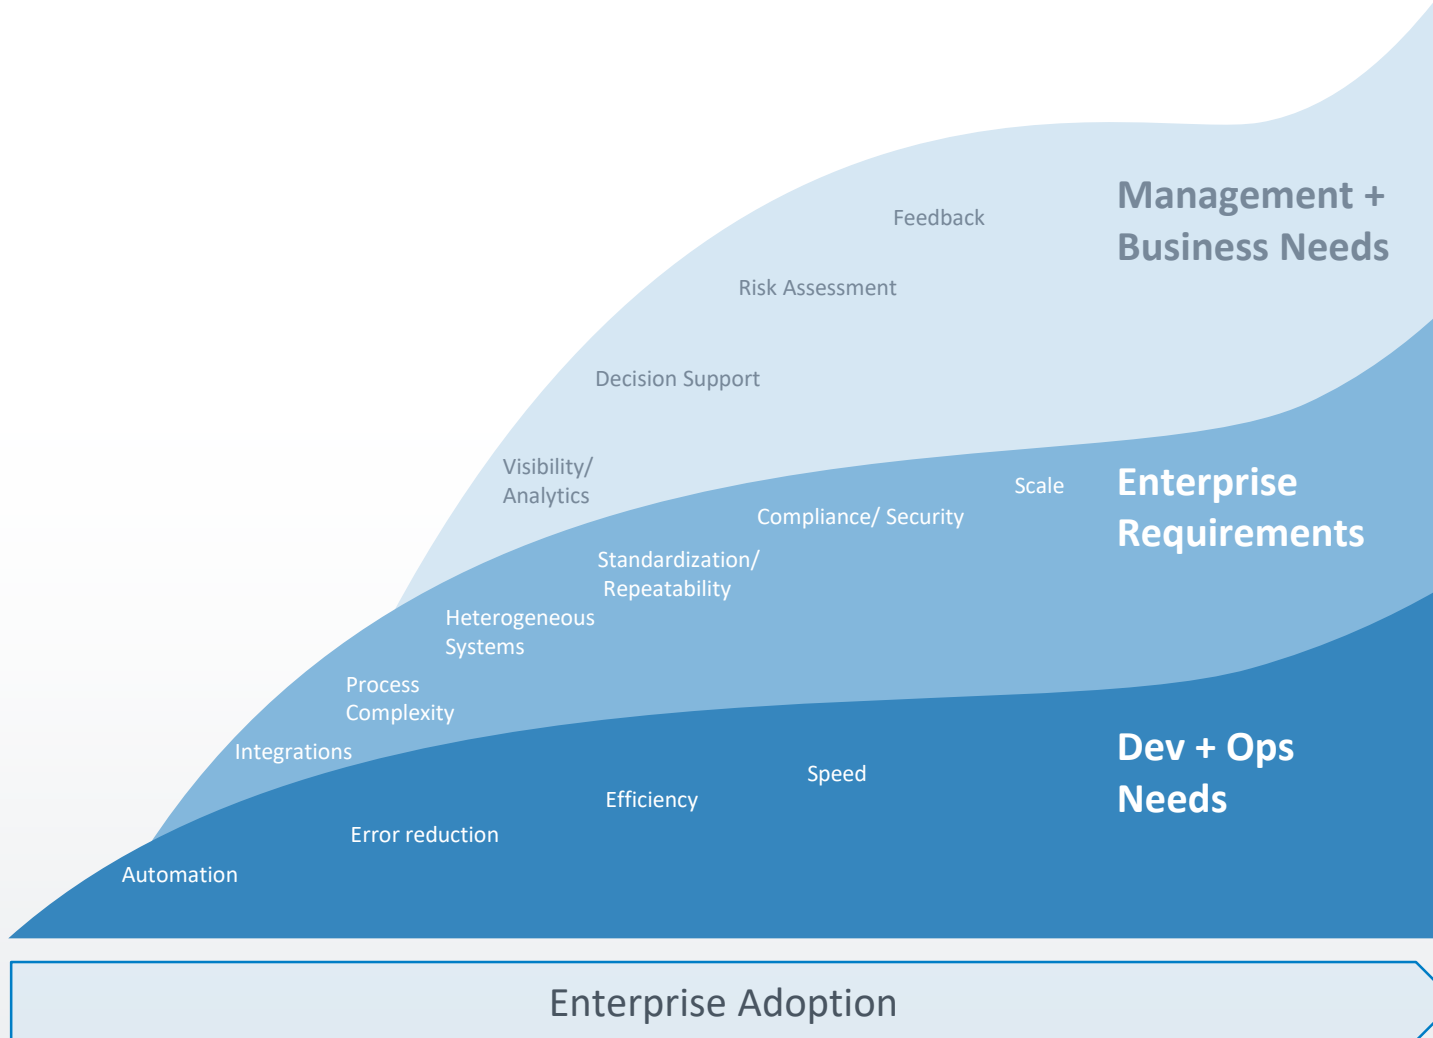 Feedback
Management +
Business Needs
Risk Assessment
Decision Support
Visibility/
Analytics
Scale
Enterprise
Requirements
Compliance/ Security
Standardization/
Repeatability
Heterogeneous
Systems
Process
Complexity
Integrations
Dev + Ops
Needs
Speed
Efficiency
Error reduction
Automation
Enterprise Adoption